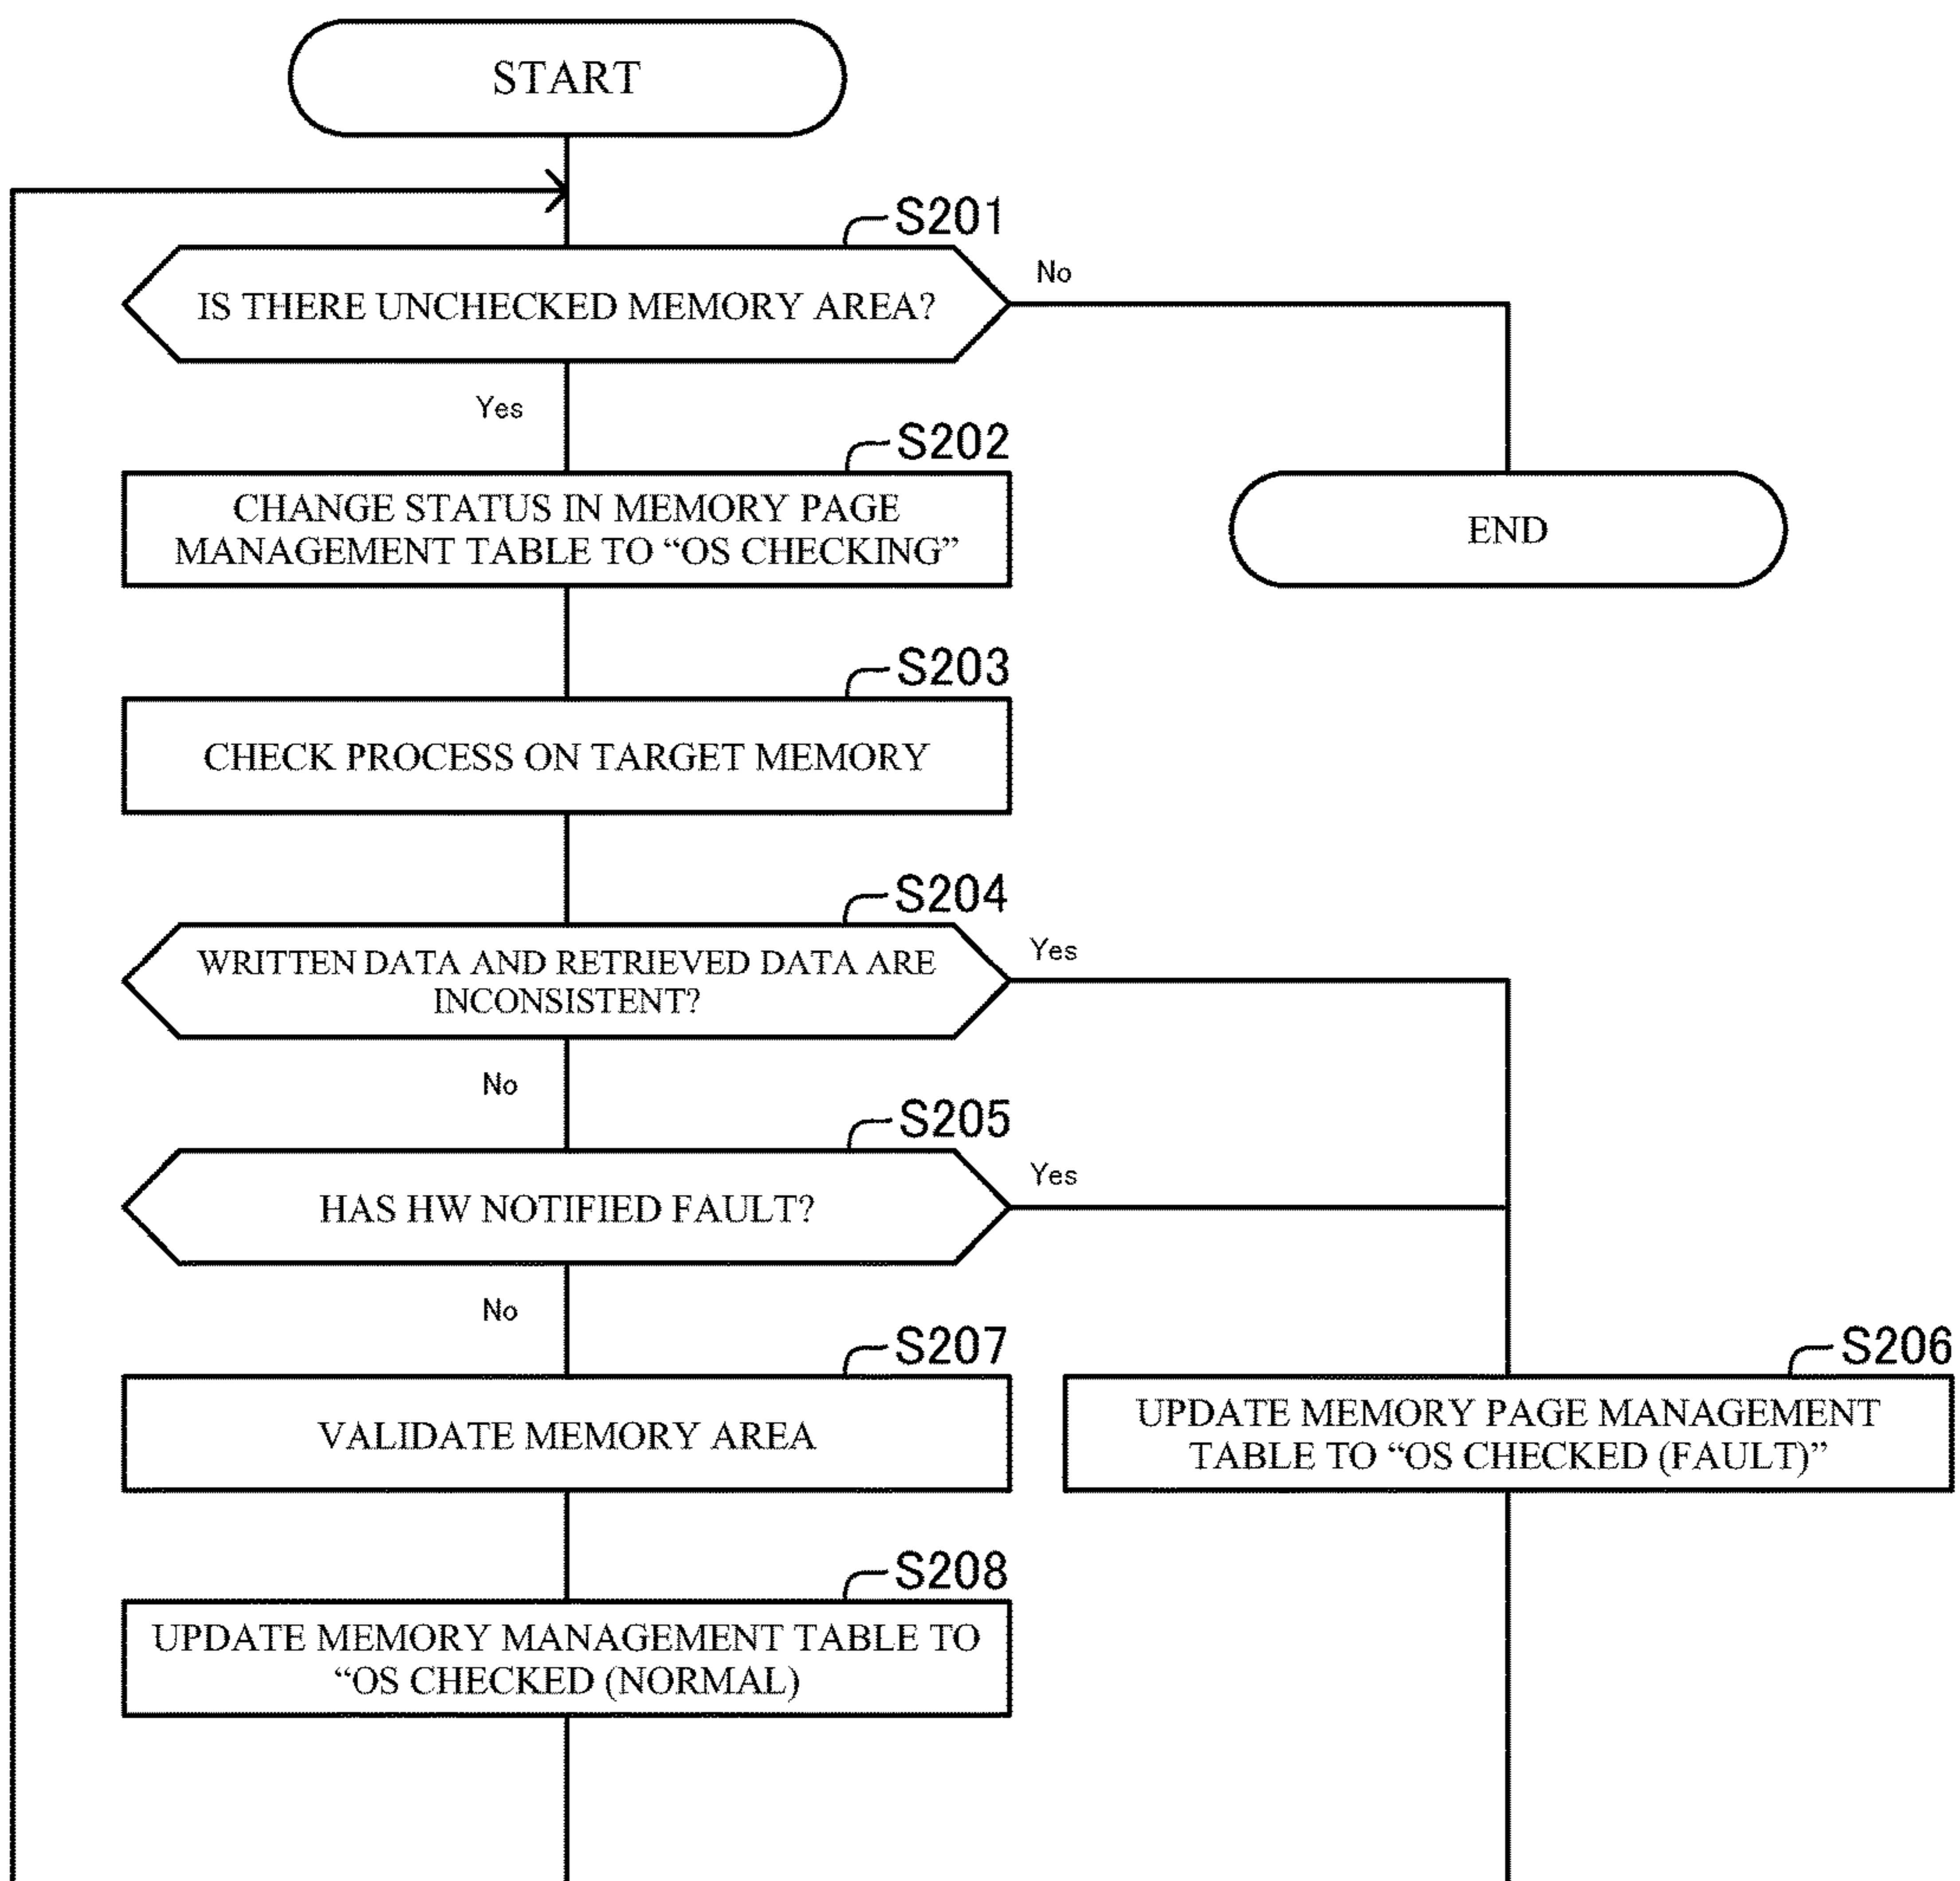 START
S201
IS THERE UNCHECKED MEMORY AREA?
No
Yes
S202
CHANGE STATUS IN MEMORY PAGE
MANAGEMENT TABLE TO “OS CHECKING”
END
S203
CHECK PROCESS ON TARGET MEMORY
S204
WRITTEN DATA AND RETRIEVED DATA ARE
INCONSISTENT?
Yes
No
S205
HAS HW NOTIFIED FAULT?
Yes
No
S207
VALIDATE MEMORY AREA
S206
UPDATE MEMORY PAGE MANAGEMENT
TABLE TO “OS CHECKED (FAULT)”
S208
UPDATE MEMORY MANAGEMENT TABLE TO
“OS CHECKED (NORMAL)